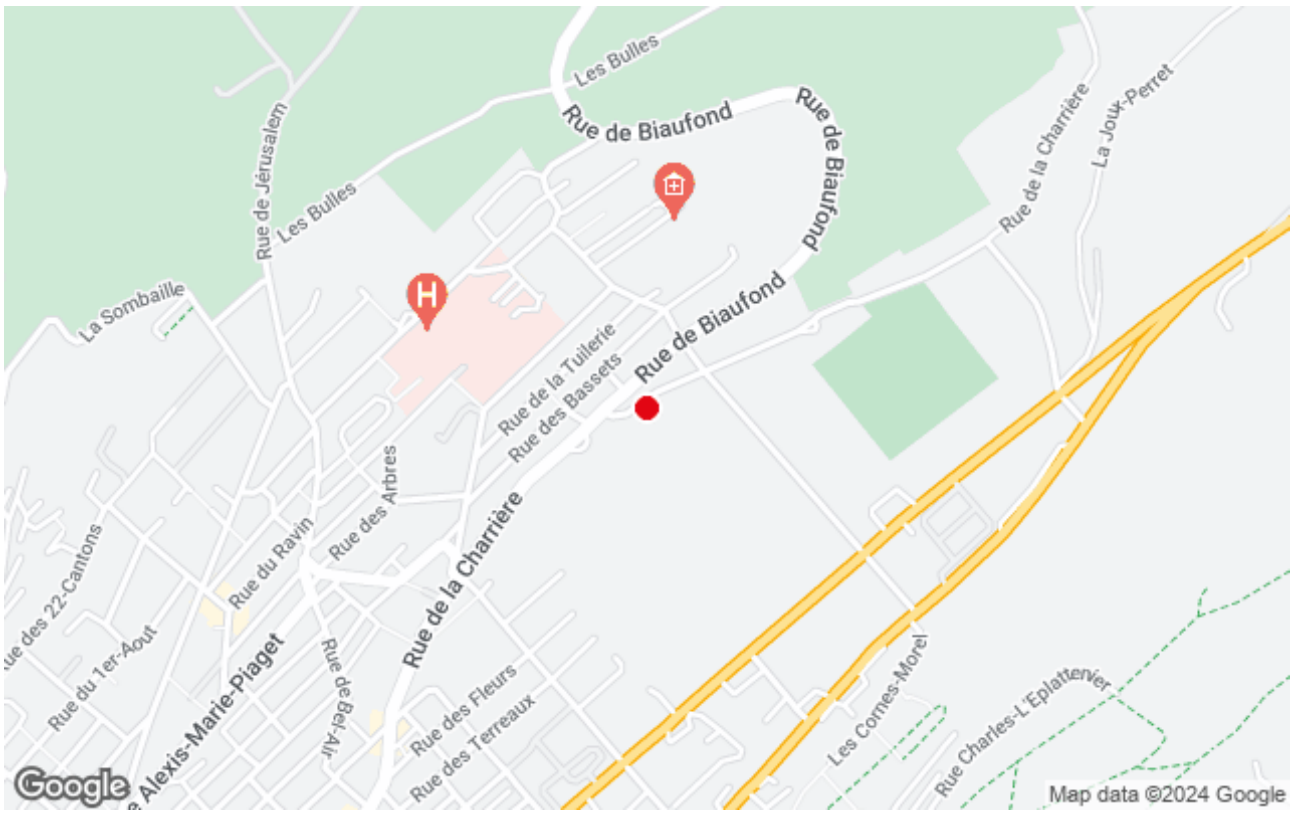 Les Bulles
Rue de Biaufond
Rue de Biaufond
Rue de la Charrière
La Joux-Perret
Rue de Jérusalem
Les Bulles
La Sombaille
H
Rue de Biaufond
Rue de la Tuilerie
Rue des Bassets
Rue des Arbres
Rue du Ravin
Rue de la Charrière
ue des 22-Cantons
Rue du 1er-Aout
e Alexis-Marie-Piaget
Rue de Bel-Air
Rue des Fleurs
Rue des Terreaux
Les Cornes-Morel
Rue Charles-L'Eplattenier
Google
Map data ©2024 Google